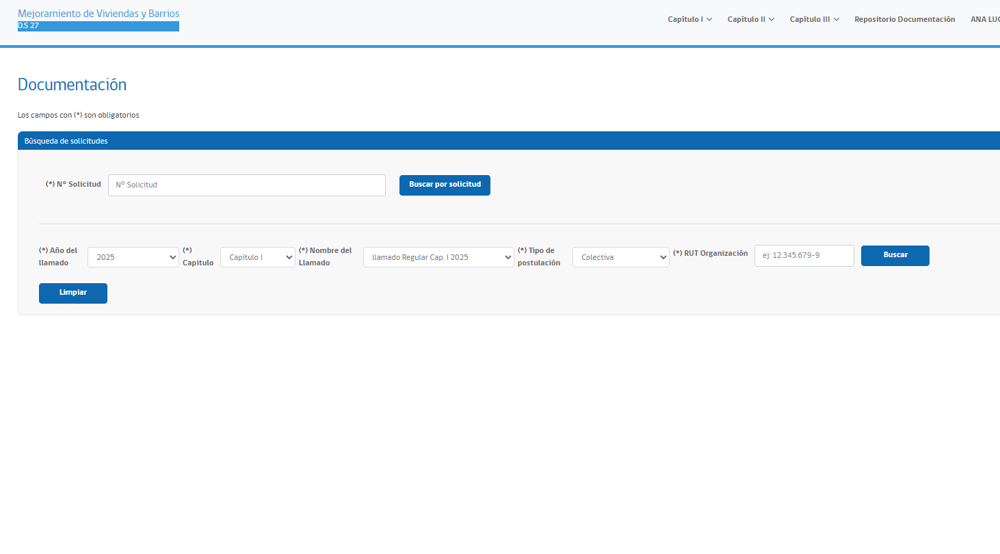 Mejoramiento de Viviendas y Barrios
D.S 27
Capítulo I
Capítulo II
Capítulo III
Repositorio Documentación
ANA LUC
Documentación
Los campos con (*) son obligatorios
Búsqueda de solicitudes
(*) Nº Solicitud
Nº Solicitud
Buscar por solicitud
(*) Año del
llamado
2025
(*)
Capitulo
Capítulo I
(*) Nombre del
Llamado
llamado Regular Cap. I 2025
(*) Tipo de
postulación
Colectiva
(*) RUT Organización
ej: 12.345.679-9
Buscar
Limpiar